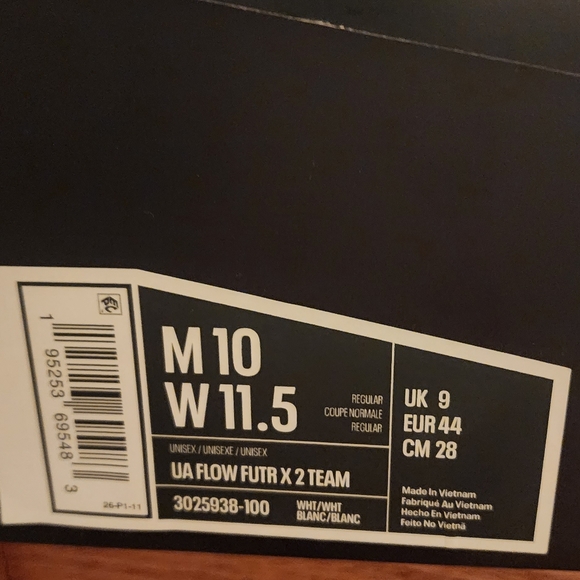 1 95253 69548 3
26-P1-11
M 10
W 11.5
REGULAR
COUPE NORMALE
REGULAR
UNISEX / UNISEXE / UNISEX
UA FLOW FUTR X 2 TEAM
3025938-100
WHT/WHT
BLANC/BLANC
UK 9
EUR 44
CM 28
Made In Vietnam
Fabriqué Au Vietnam
Hecho En Vietnam
Feito No Vietnã